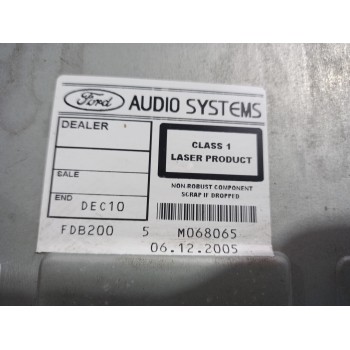 Ford AUDIO SYSTEMS
DEALER
CLASS 1
LASER PRODUCT
SALE
NON-ROBUST COMPONENT
SCRAP IF DROPPED
END DEC10
FDB200 5 M068065
06.12.2005